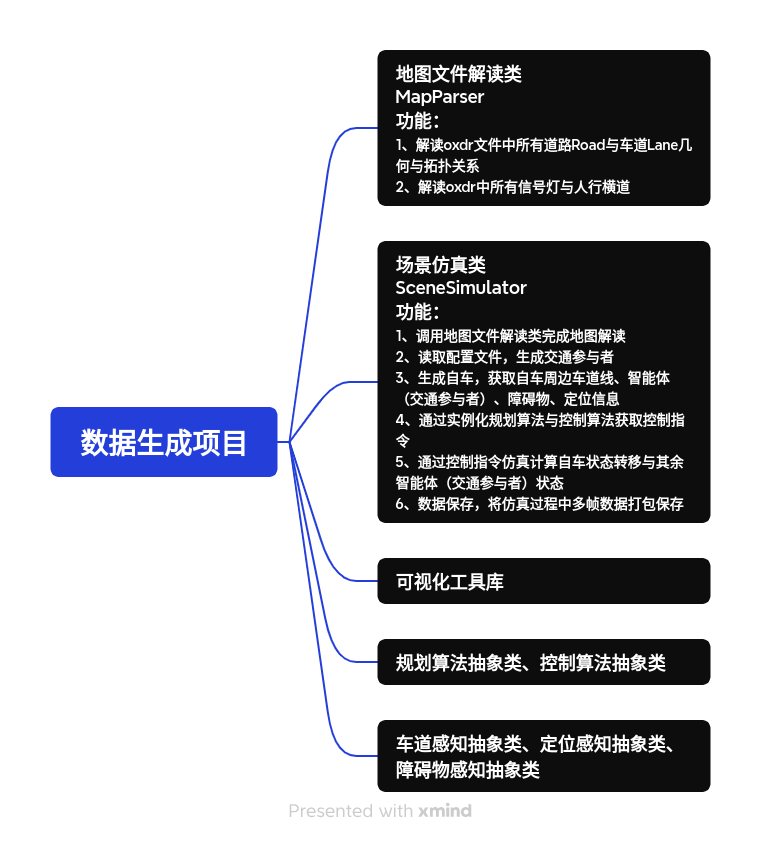 地图文件解读类
MapParser
功能：
1、解读oxdr文件中所有道路Road与车道Lane几
何与拓扑关系
2、解读oxdr中所有信号灯与人行横道
场景仿真类
SceneSimulator
功能：
1、调用地图文件解读类完成地图解读
2、读取配置文件，生成交通参与者
3、生成自车，获取自车周边车道线、智能体
（交通参与者）、障碍物、定位信息
4、通过实例化规划算法与控制算法获取控制指
令
5、通过控制指令仿真计算自车状态转移与其余
智能体（交通参与者）状态
6、数据保存，将仿真过程中多帧数据打包保存
数据生成项目
可视化工具库
规划算法抽象类、控制算法抽象类
车道感知抽象类、定位感知抽象类、
障碍物感知抽象类
Presented with xmind